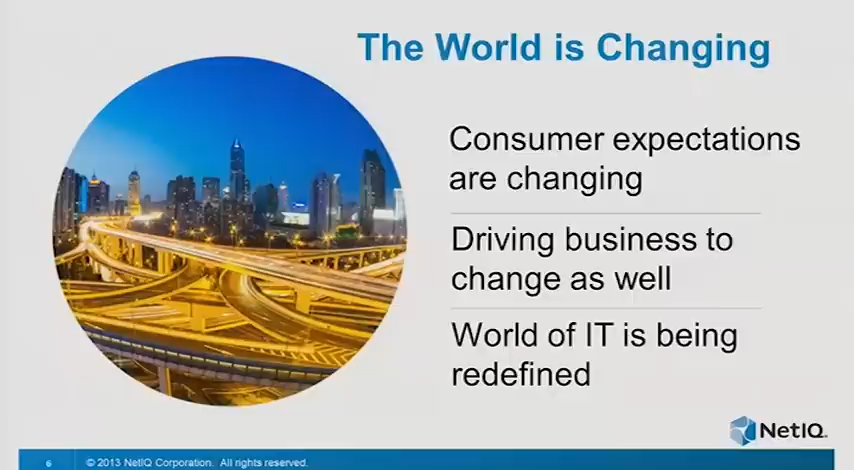 The World is Changing
Consumer expectations
are changing
Driving business to
change as well
World of IT is being
redefined
NetIQ.
6 © 2013 NetIQ Corporation. All rights reserved.